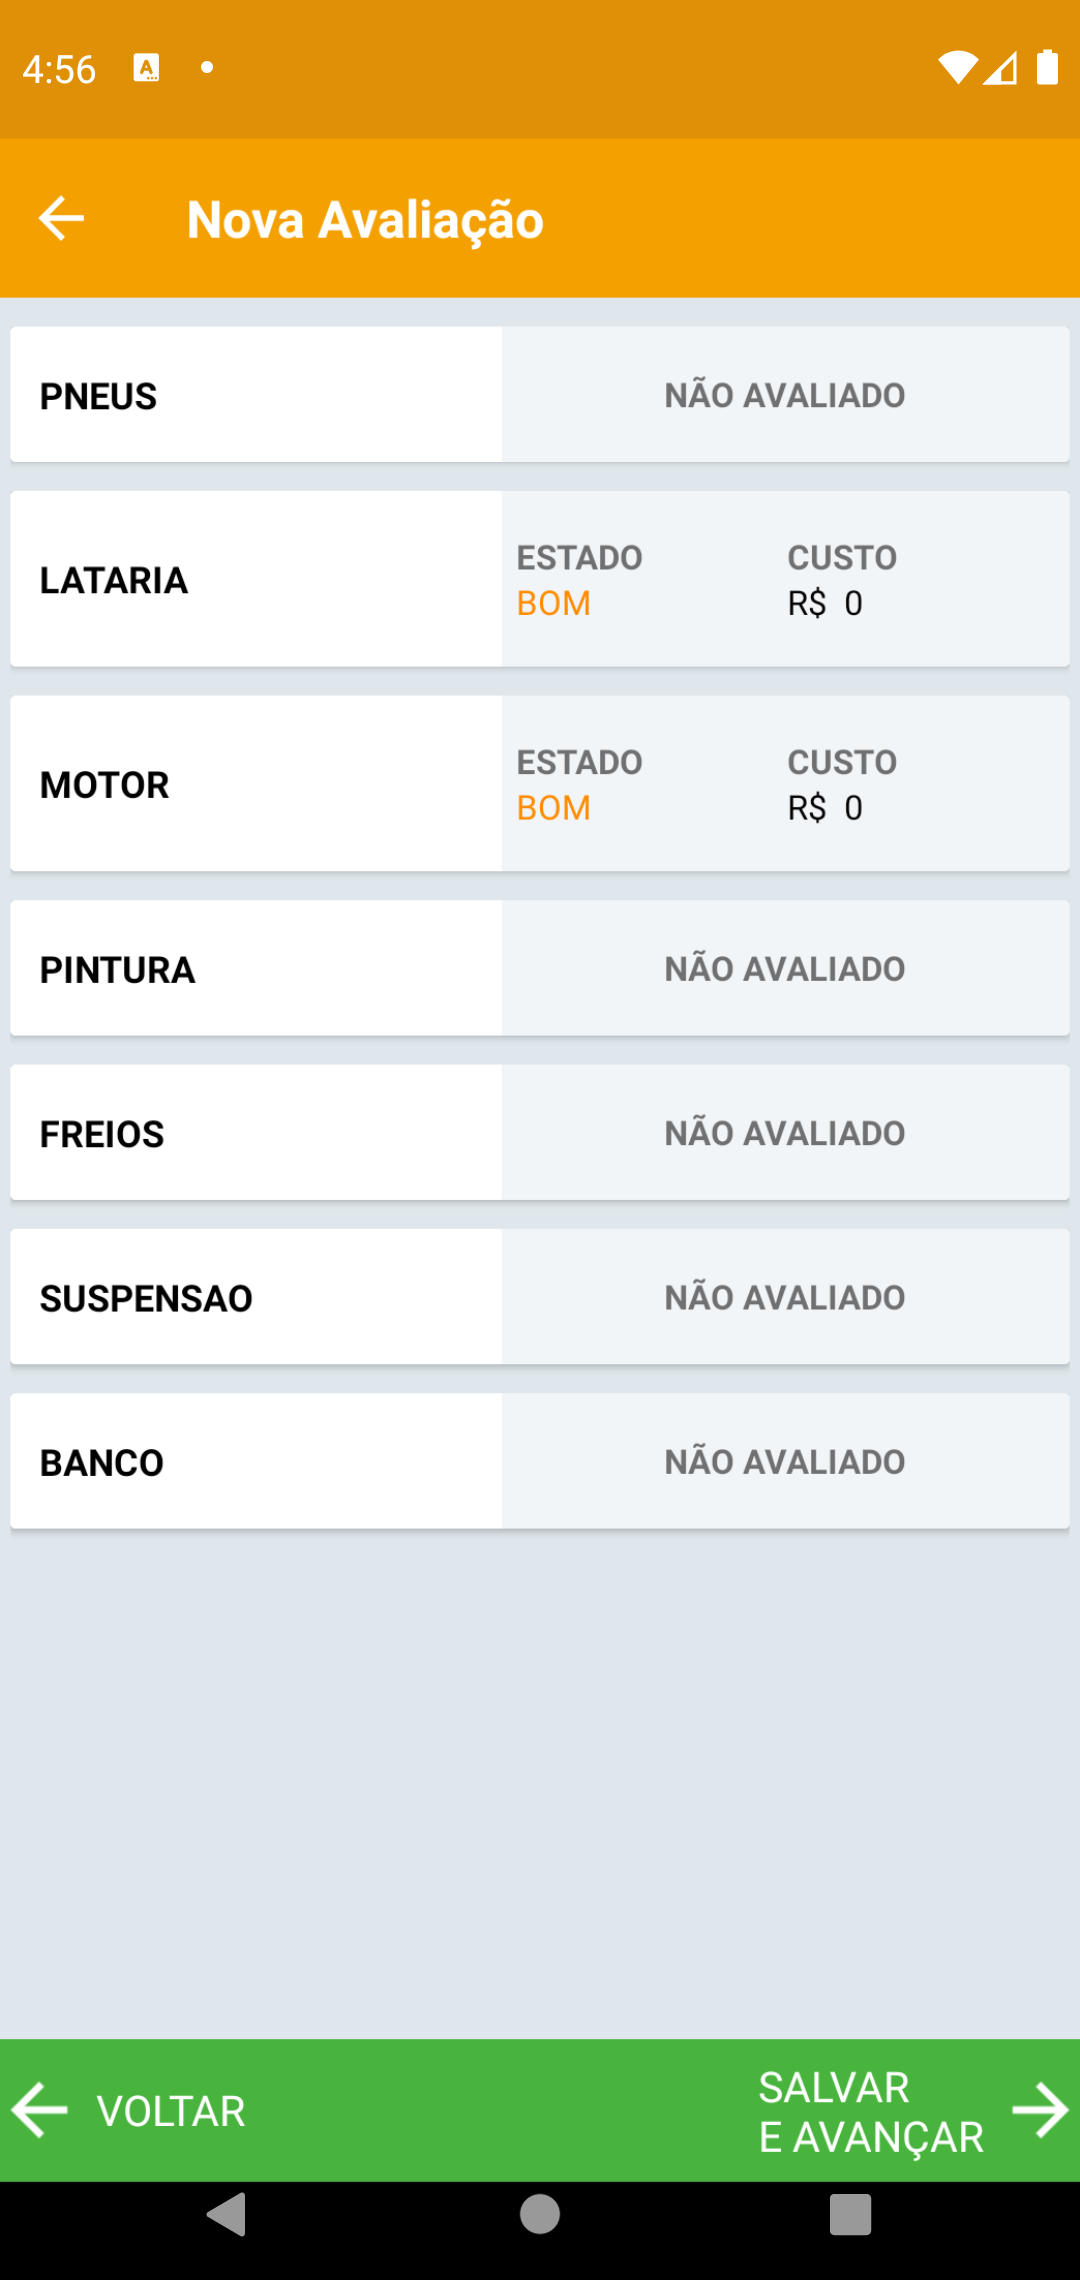 4:56
Nova Avaliação
PNEUS
NÃO AVALIADO
LATARIA
ESTADO CUSTO
BOM R$ 0
MOTOR
ESTADO CUSTO
BOM R$ 0
PINTURA
NÃO AVALIADO
FREIOS
NÃO AVALIADO
SUSPENSAO
NÃO AVALIADO
BANCO
NÃO AVALIADO
VOLTAR
SALVAR
E AVANÇAR